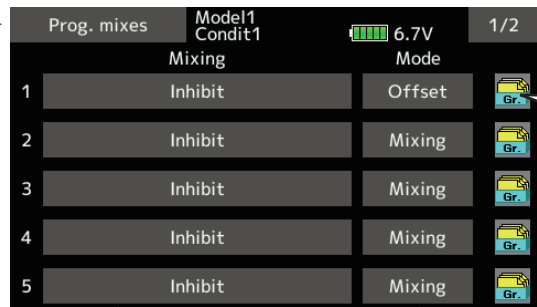 Prog. mixes Model1 6.7V 1/2
Condit1
Mixing Mode
1 Inhibit Offset Gr.
2 Inhibit Mixing Gr.
3 Inhibit Mixing Gr.
4 Inhibit Mixing Gr.
5 Inhibit Mixing Gr.